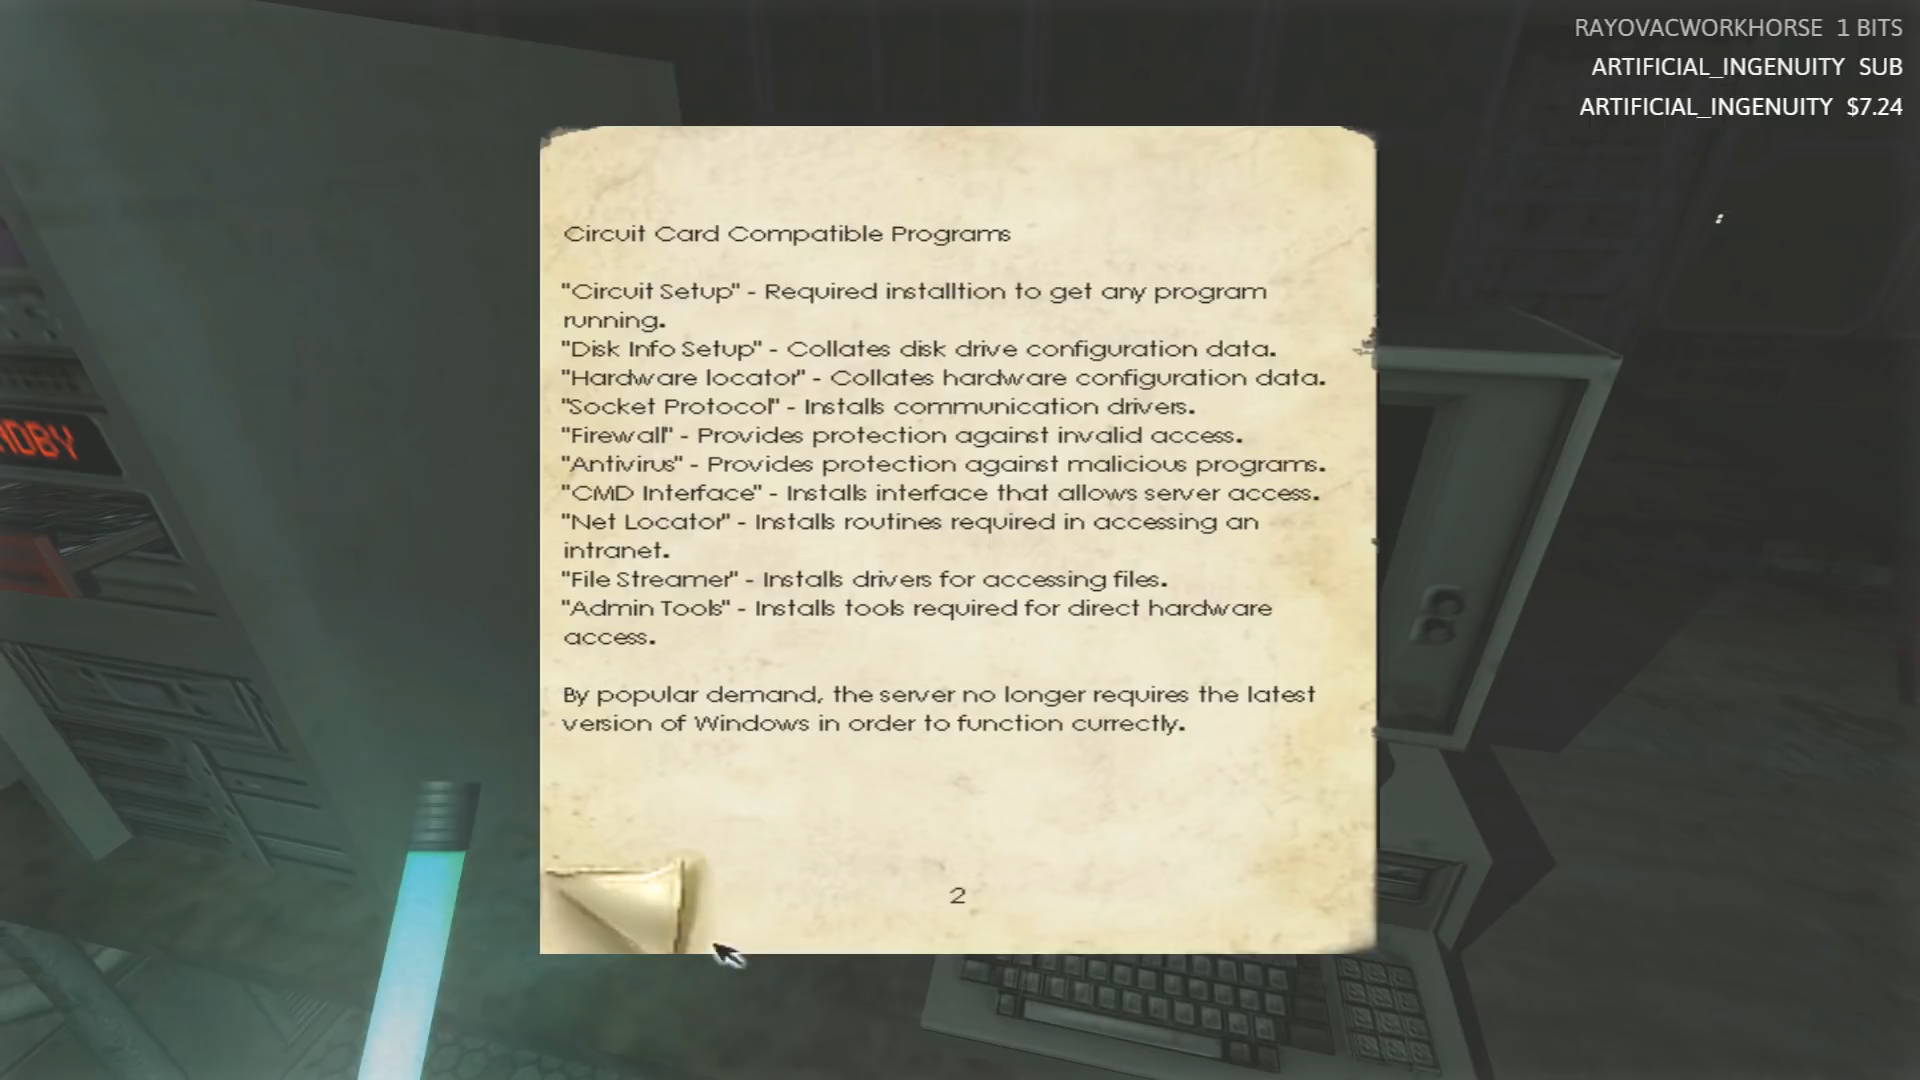 RAYOVACWORKHORSE 1 BITS
ARTIFICIAL_INGENUITY SUB
ARTIFICIAL_INGENUITY $7.24
Circuit Card Compatible Programs
"Circuit Setup" - Required installtion to get any program
running.
"Disk Info Setup" - Collates disk drive configuration data.
"Hardware locator" - Collates hardware configuration data.
"Socket Protocol" - Installs communication drivers.
"Firewall" - Provides protection against invalid access.
"Antivirus" - Provides protection against malicious programs.
"CMD Interface" - Installs interface that allows server access.
"Net Locator" - Installs routines required in accessing an
intranet.
"File Streamer" - Installs drivers for accessing files.
"Admin Tools" - Installs tools required for direct hardware
access.
By popular demand, the server no longer requires the latest
version of Windows in order to function currectly.
2